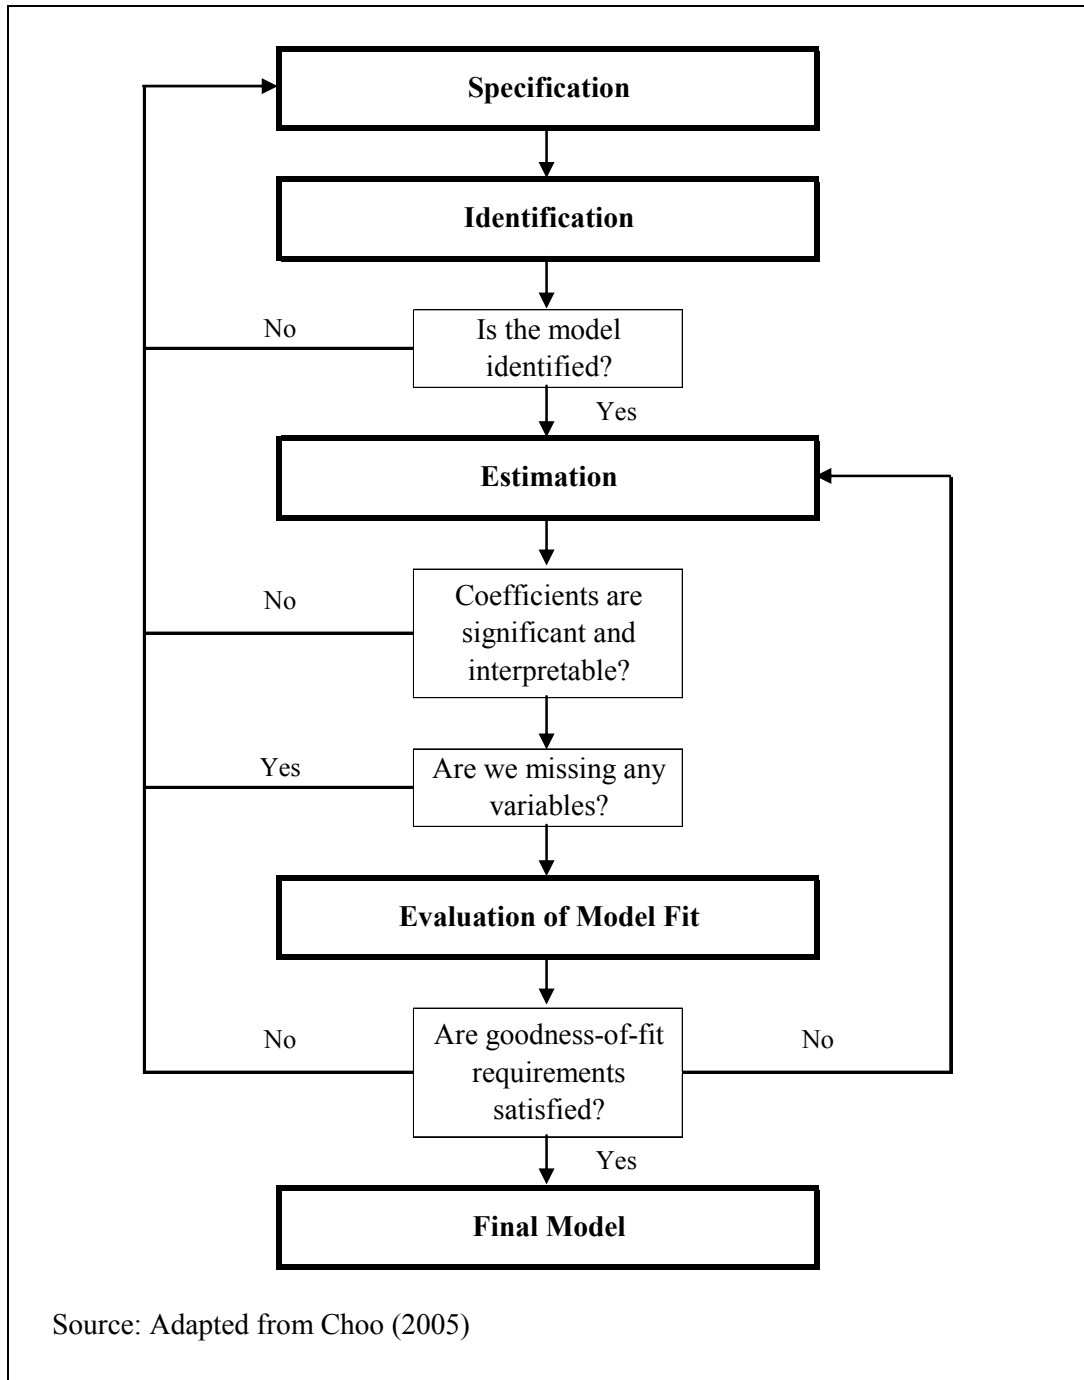 Specification
Identification
No
Is the model
identified?
Yes
Estimation
No
Coefficients are
significant and
interpretable?
Yes
Are we missing any
variables?
Evaluation of Model Fit
No
Are goodness-of-fit
requirements
satisfied?
No
Yes
Final Model
Source: Adapted from Choo (2005)